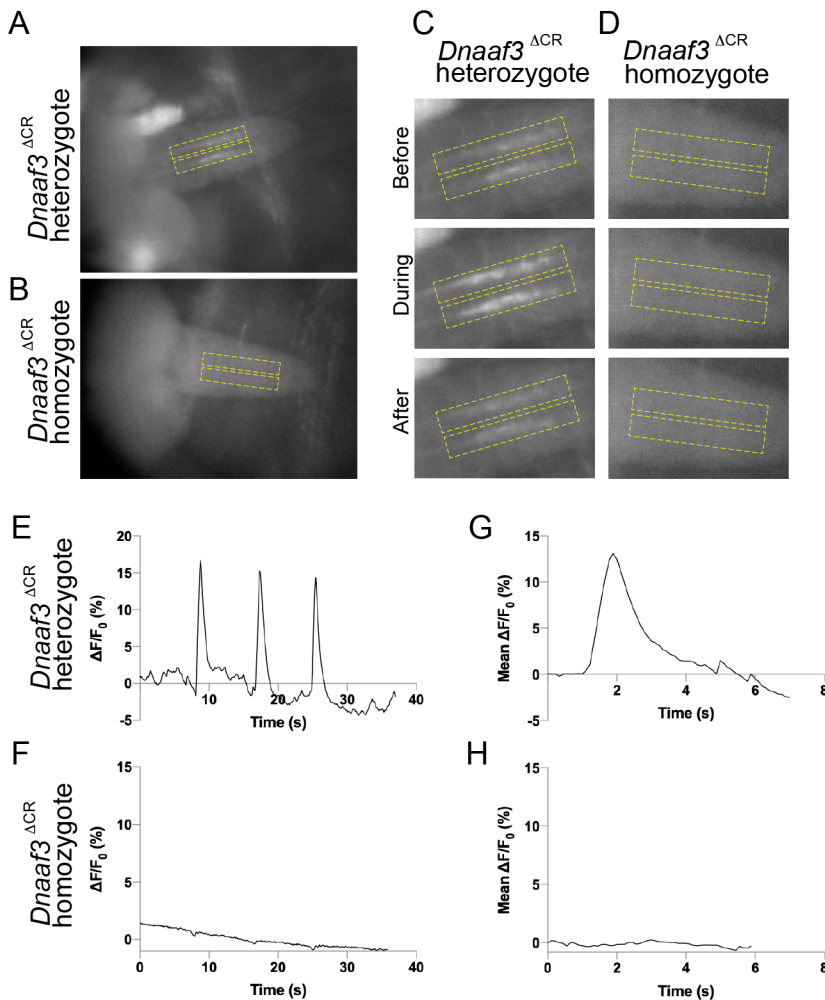 A
Dnaaf3 ΔCR
heterozygote
B
Dnaaf3 ΔCR
homozygote
C
Dnaaf3 ΔCR
heterozygote
D
Dnaaf3 ΔCR
homozygote
Before
During
After
E
Dnaaf3 ΔCR
heterozygote
ΔF/F0 (%)
20
15
10
5
0
-5
10
20
30
40
Time (s)
G
Mean ΔF/F0 (%)
15
10
5
0
-5
2
4
6
8
Time (s)
F
Dnaaf3 ΔCR
homozygote
ΔF/F0 (%)
15
10
5
0
0
10
20
30
40
Time (s)
H
Mean ΔF/F0 (%)
15
10
5
0
0
2
4
6
8
Time (s)